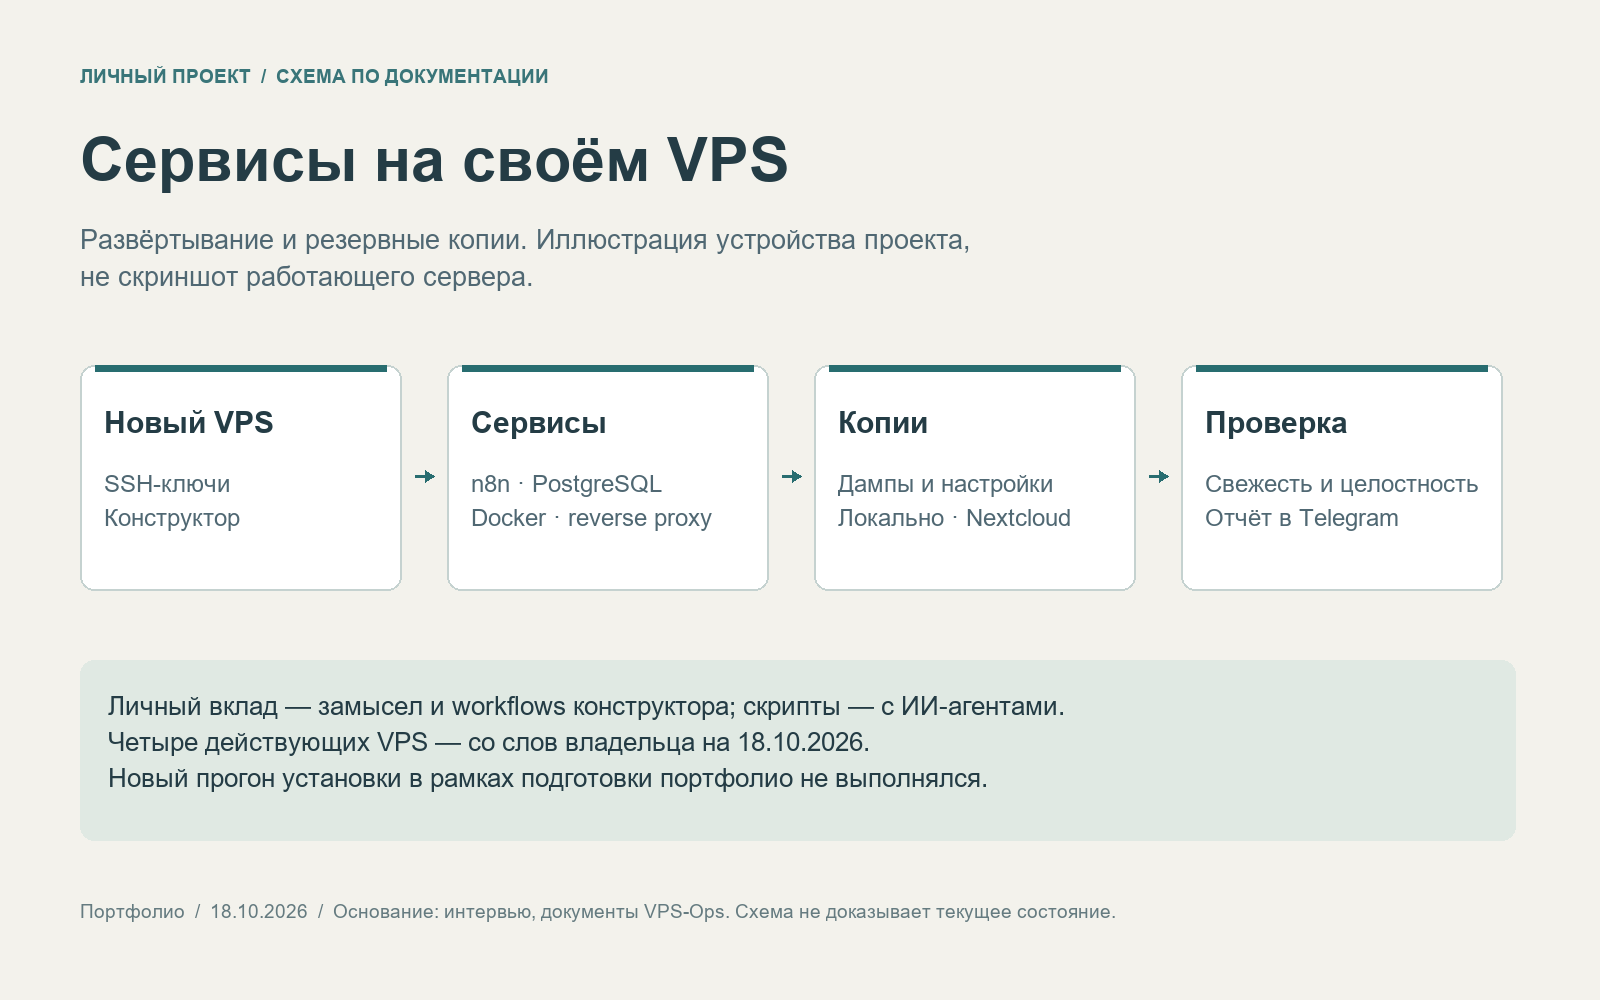 ЛИЧНЫЙ ПРОЕКТ / СХЕМА ПО ДОКУМЕНТАЦИИ
Сервисы на своём VPS
Развёртывание и резервные копии. Иллюстрация устройства проекта,
не скриншот работающего сервера.
Новый VPS
SSH-ключи
Конструктор
Сервисы
n8n · PostgreSQL
Docker · reverse proxy
Копии
Дампы и настройки
Локально · Nextcloud
Проверка
Свежесть и целостность
Отчёт в Telegram
Личный вклад — замысел и workflows конструктора; скрипты — с ИИ-агентами.
Четыре действующих VPS — со слов владельца на 18.10.2026.
Новый прогон установки в рамках подготовки портфолио не выполнялся.
Портфолио / 18.10.2026 / Основание: интервью, документы VPS-Ops. Схема не доказывает текущее состояние.